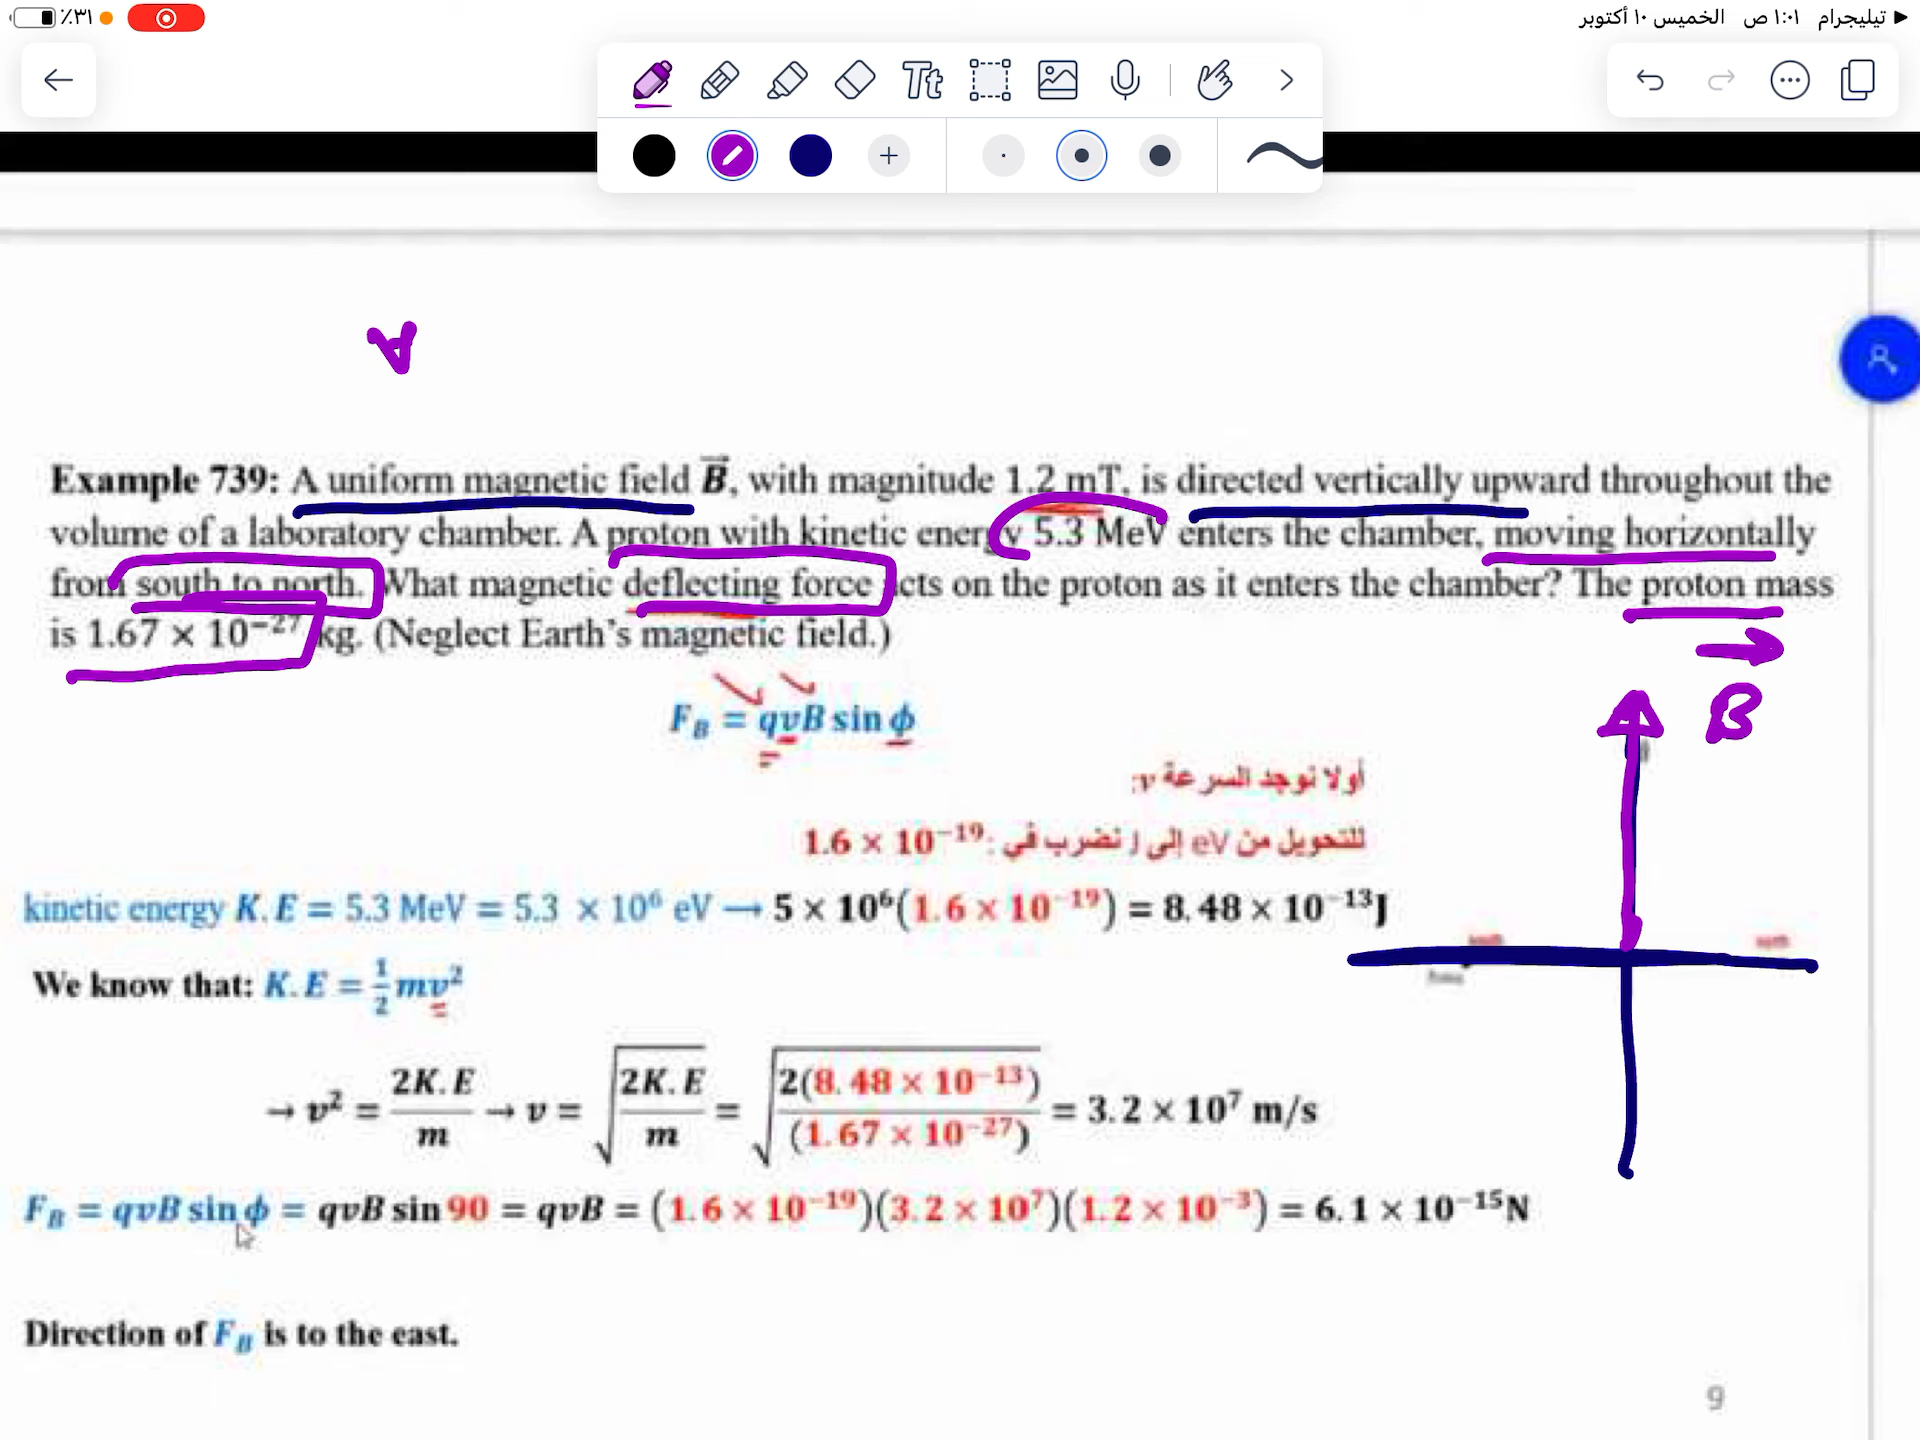 ٪٣١
◀ تيليجرام ١:٠١ ص الخميس ١٠ أكتوبر
Tt
Example 739: A uniform magnetic field B⃗, with magnitude 1.2 mT, is directed vertically upward throughout the
volume of a laboratory chamber. A proton with kinetic energy 5.3 MeV enters the chamber, moving horizontally
from south to north. What magnetic deflecting force acts on the proton as it enters the chamber? The proton mass
is 1.67 × 10⁻²⁷ kg. (Neglect Earth's magnetic field.)
B
F_B = qvB sin ϕ
أولا نوجد السرعة v:
للتحويل من eV إلى J نضرب في: 1.6 × 10⁻¹⁹
kinetic energy K.E = 5.3 MeV = 5.3 × 10⁶ eV → 5 × 10⁶(1.6 × 10⁻¹⁹) = 8.48 × 10⁻¹³J
We know that: K.E = 1/2 mv²
→ v² = 2K.E/m → v = √(2K.E/m) = √(2(8.48 × 10⁻¹³)/(1.67 × 10⁻²⁷)) = 3.2 × 10⁷ m/s
F_B = qvB sin ϕ = qvB sin 90 = qvB = (1.6 × 10⁻¹⁹)(3.2 × 10⁷)(1.2 × 10⁻³) = 6.1 × 10⁻¹⁵N
Direction of F_B is to the east.
9